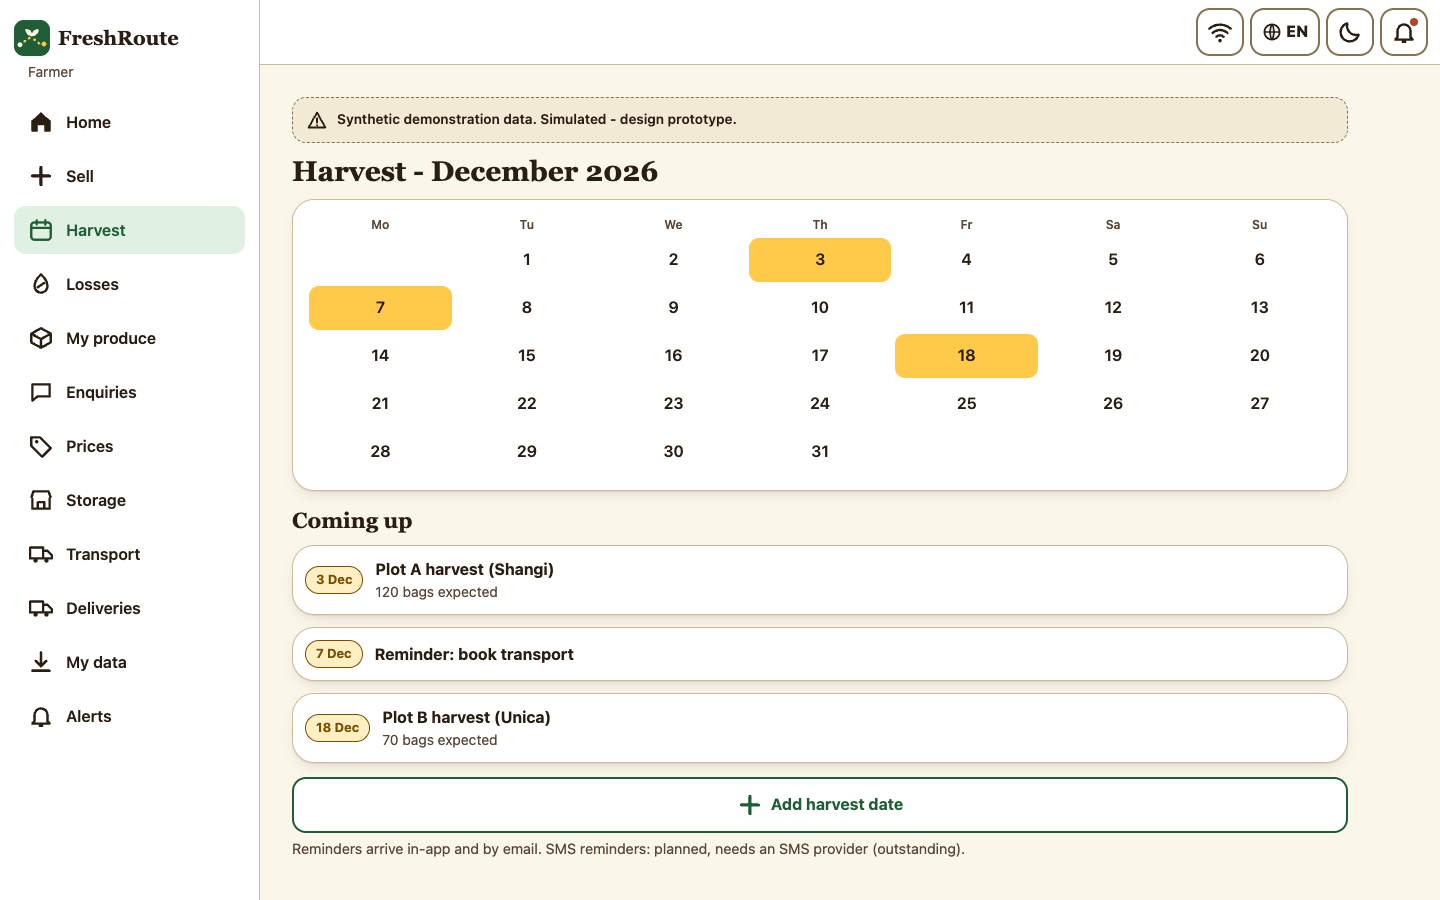 FreshRoute
Farmer
Home
Sell
Harvest
Losses
My produce
Enquiries
Prices
Storage
Transport
Deliveries
My data
Alerts
EN
Synthetic demonstration data. Simulated - design prototype.
Harvest - December 2026
Mo Tu We Th Fr Sa Su
1 2 3 4 5 6
7 8 9 10 11 12 13
14 15 16 17 18 19 20
21 22 23 24 25 26 27
28 29 30 31
Coming up
3 Dec
Plot A harvest (Shangi)
120 bags expected
7 Dec
Reminder: book transport
18 Dec
Plot B harvest (Unica)
70 bags expected
Add harvest date
Reminders arrive in-app and by email. SMS reminders: planned, needs an SMS provider (outstanding).